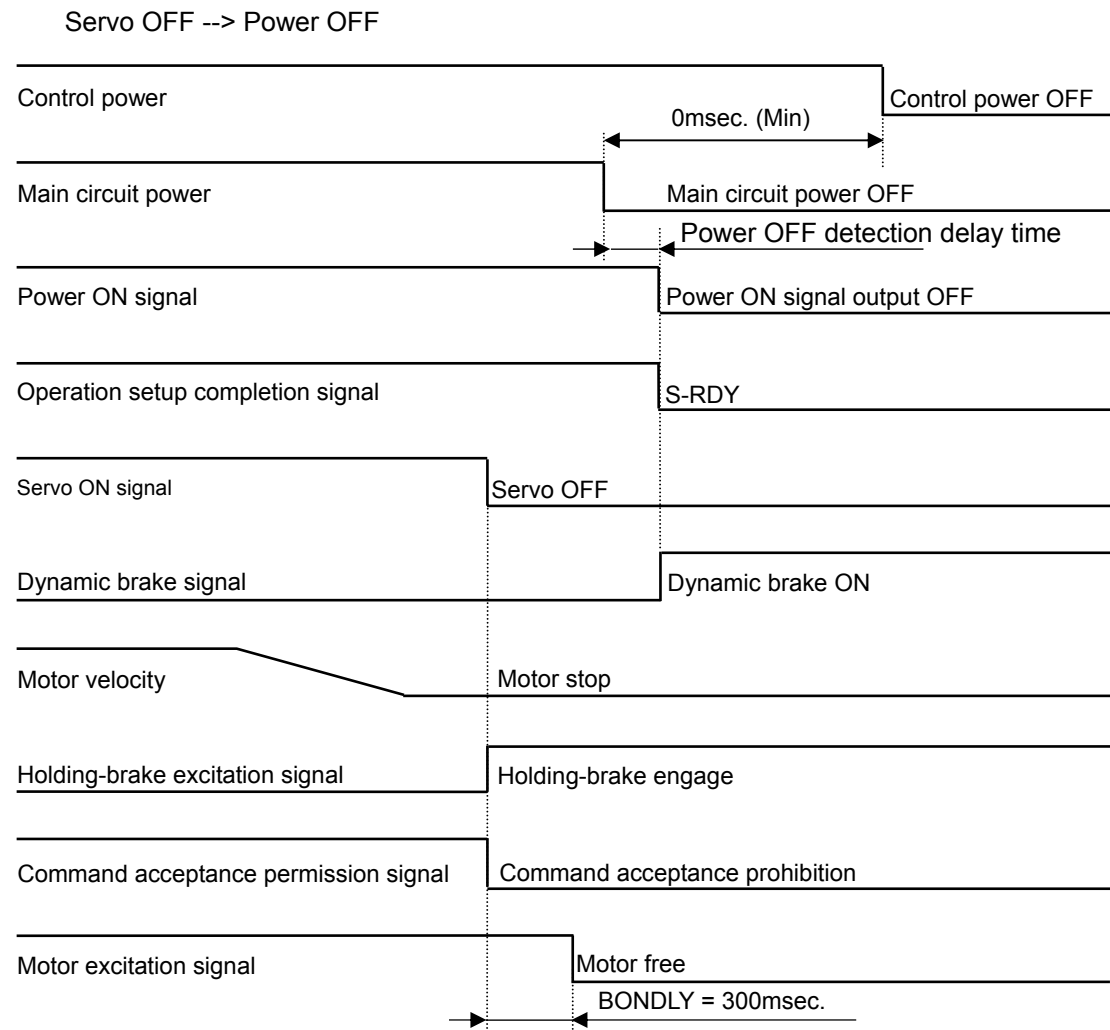 Servo OFF --> Power OFF
Control power
Control power OFF
0msec. (Min)
Main circuit power
Main circuit power OFF
Power OFF detection delay time
Power ON signal
Power ON signal output OFF
Operation setup completion signal
S-RDY
Servo ON signal
Servo OFF
Dynamic brake signal
Dynamic brake ON
Motor velocity
Motor stop
Holding-brake excitation signal
Holding-brake engage
Command acceptance permission signal
Command acceptance prohibition
Motor excitation signal
Motor free
BONDLY = 300msec.